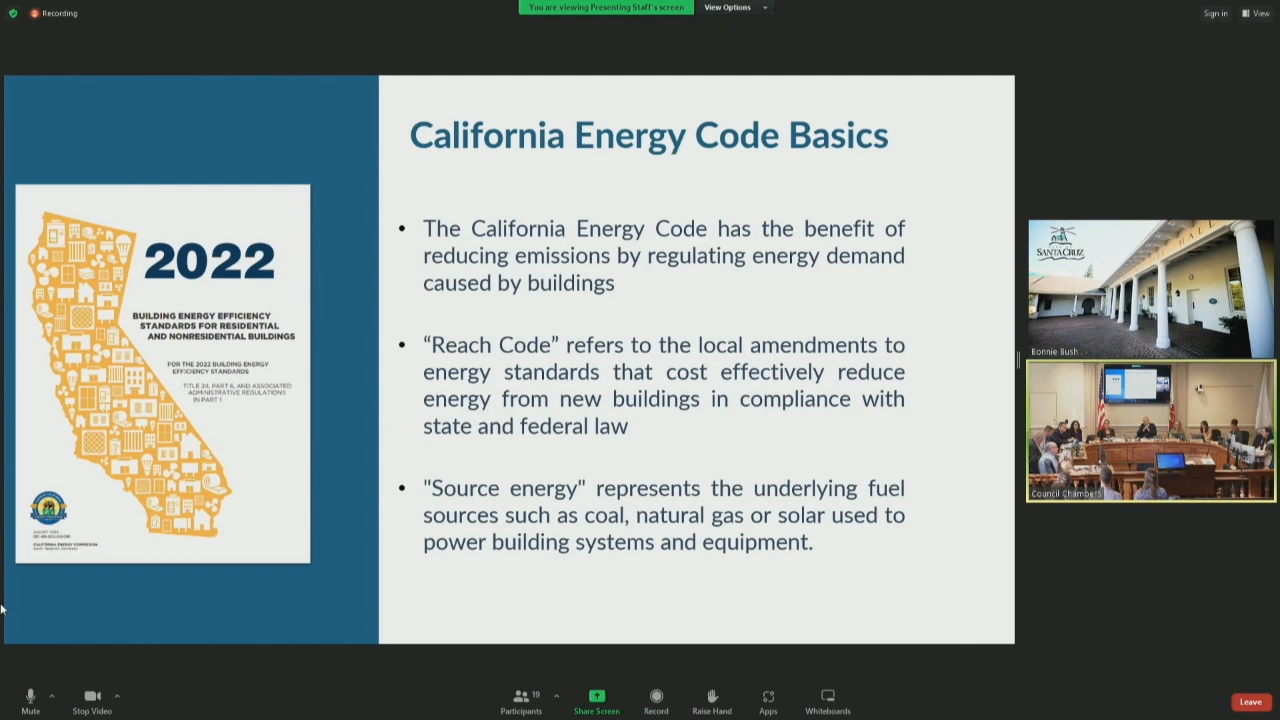 Recording
You are viewing Presenting Staff's screen
View Options
Sign in
View
California Energy Code Basics
2022
BUILDING ENERGY EFFICIENCY
STANDARDS FOR RESIDENTIAL
AND NONRESIDENTIAL BUILDINGS
FOR THE 2022 BUILDING ENERGY
EFFICIENCY STANDARDS
TITLE 24, PART 6, AND ASSOCIATED
ADMINISTRATIVE REGULATIONS
IN PART 1
CALIFORNIA ENERGY COMMISSION
• The California Energy Code has the benefit of
reducing emissions by regulating energy demand
caused by buildings
• “Reach Code” refers to the local amendments to
energy standards that cost effectively reduce
energy from new buildings in compliance with
state and federal law
• "Source energy" represents the underlying fuel
sources such as coal, natural gas or solar used to
power building systems and equipment.
SANTA CRUZ
Bonnie Bush
Council Chambers
Mute
Stop Video
19
Participants
Share Screen
Record
Raise Hand
Apps
Whiteboards
Leave